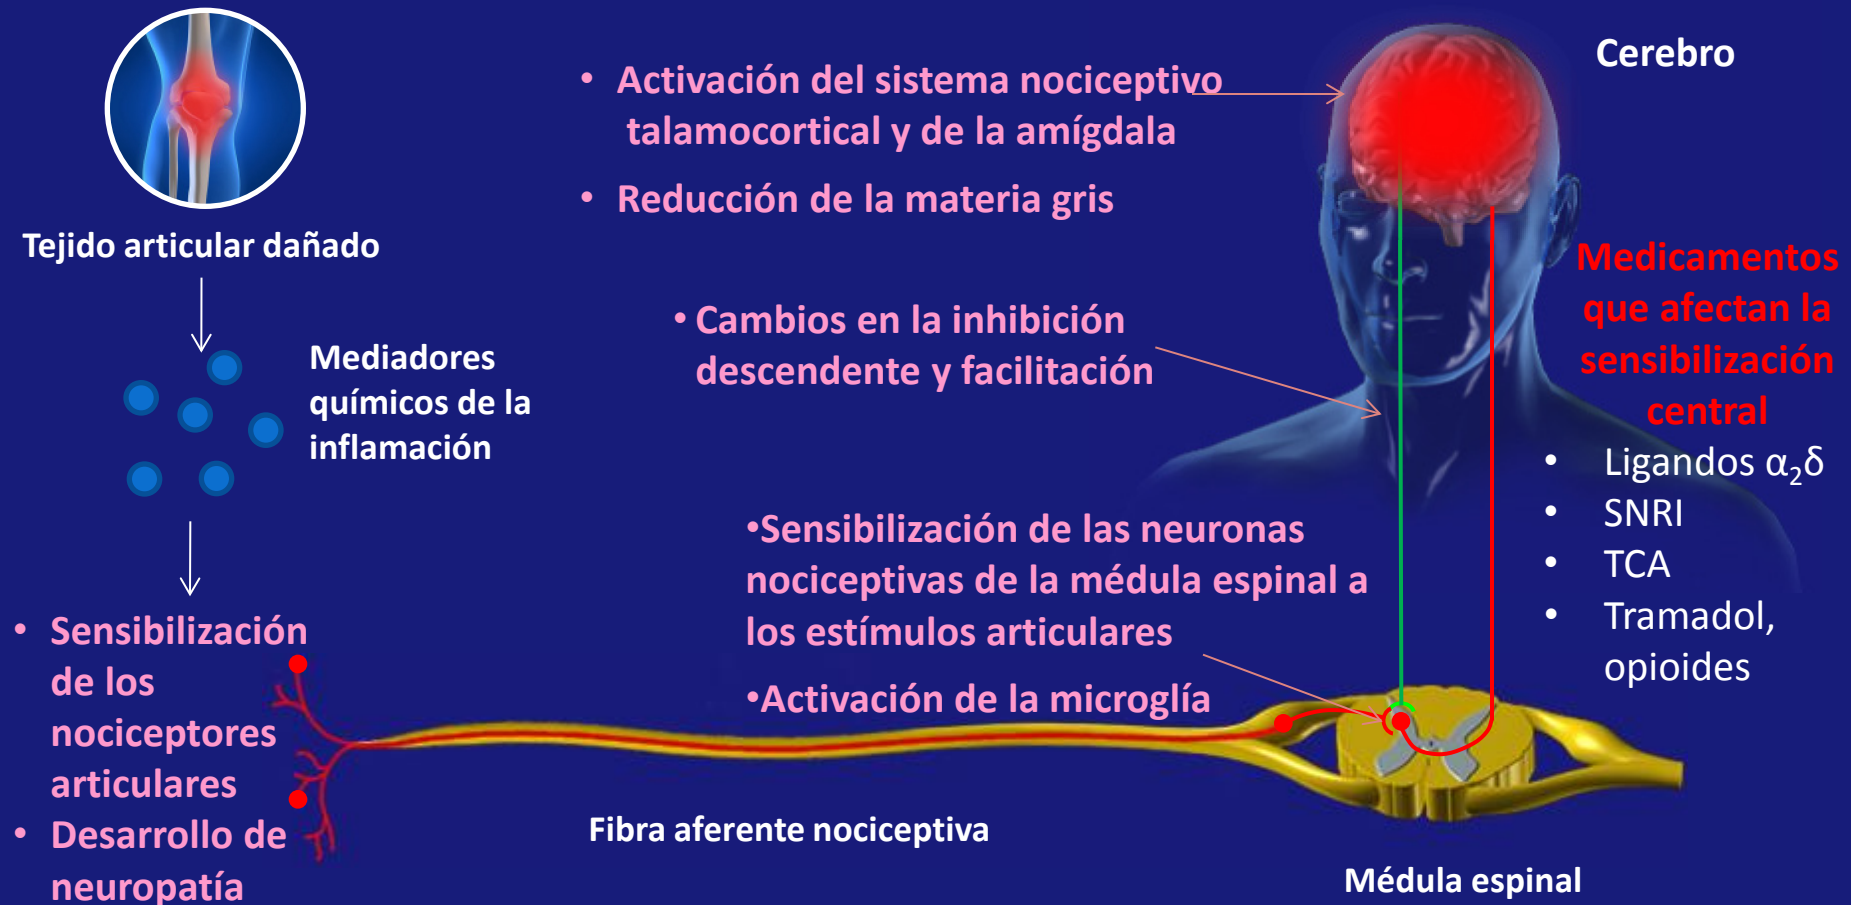 Tejido articular dañado
Mediadores
químicos de la
inflamación
• Sensibilización
de los
nociceptores
articulares
• Desarrollo de
neuropatía
Fibra aferente nociceptiva
• Activación del sistema nociceptivo
talamocortical y de la amígdala
• Reducción de la materia gris
• Cambios en la inhibición
descendente y facilitación
•Sensibilización de las neuronas
nociceptivas de la médula espinal a
los estímulos articulares
•Activación de la microglía
Cerebro
Medicamentos
que afectan la
sensibilización
central
• Ligandos α₂δ
• SNRI
• TCA
• Tramadol,
opioides
Médula espinal